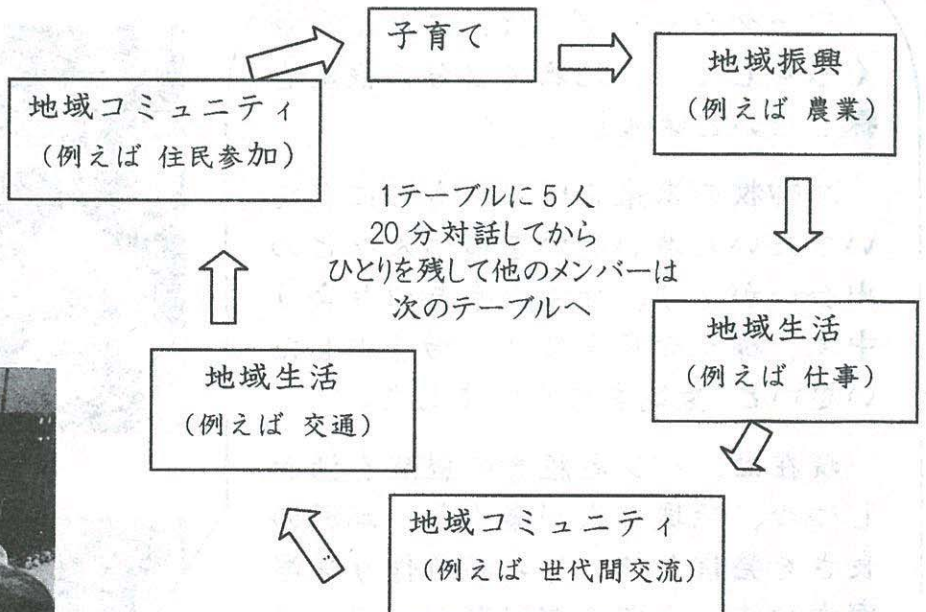 子育て
地域振興
(例えば 農業)
地域生活
(例えば 仕事)
地域コミュニティ
(例えば 世代間交流)
地域生活
(例えば 交通)
地域コミュニティ
(例えば 住民参加)
1テーブルに5人
20分対話してから
ひとりを残して他のメンバーは
次のテーブルへ